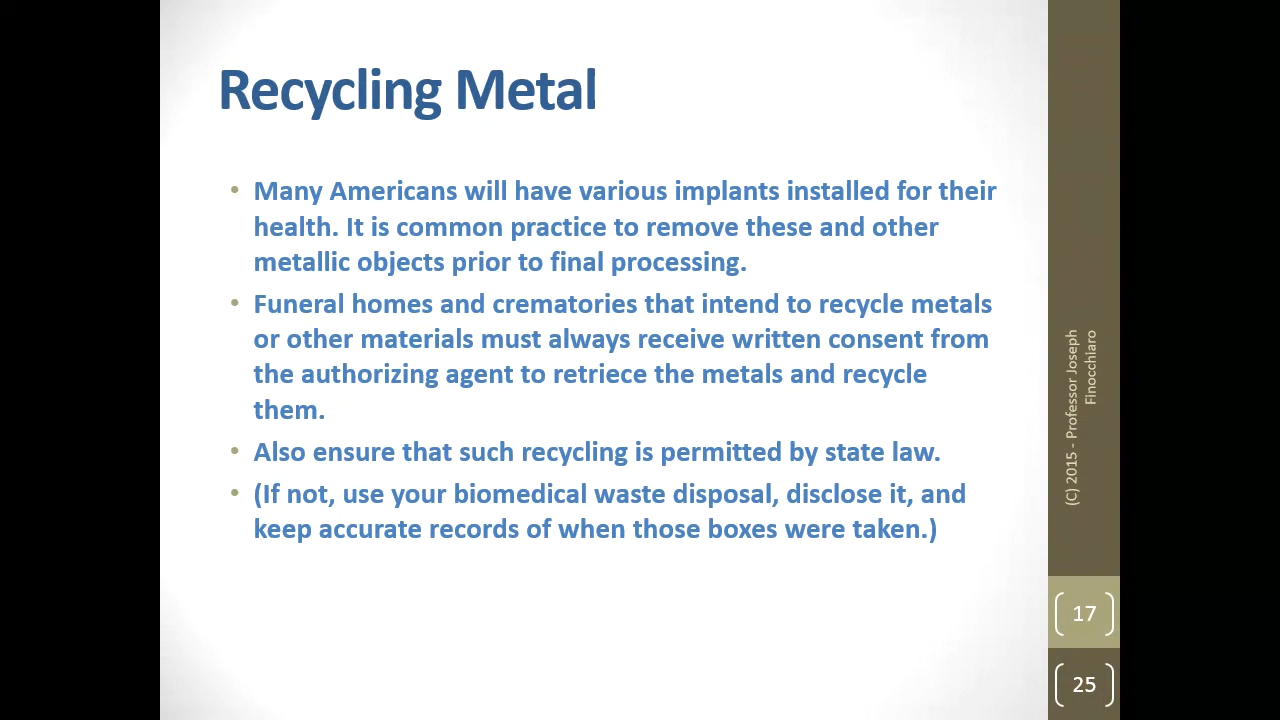 Recycling Metal
• Many Americans will have various implants installed for their
health. It is common practice to remove these and other
metallic objects prior to final processing.
• Funeral homes and crematories that intend to recycle metals
or other materials must always receive written consent from
the authorizing agent to retriece the metals and recycle
them.
• Also ensure that such recycling is permitted by state law.
• (If not, use your biomedical waste disposal, disclose it, and
keep accurate records of when those boxes were taken.)
(C) 2015 - Professor Joseph
Finocchiaro
17
25